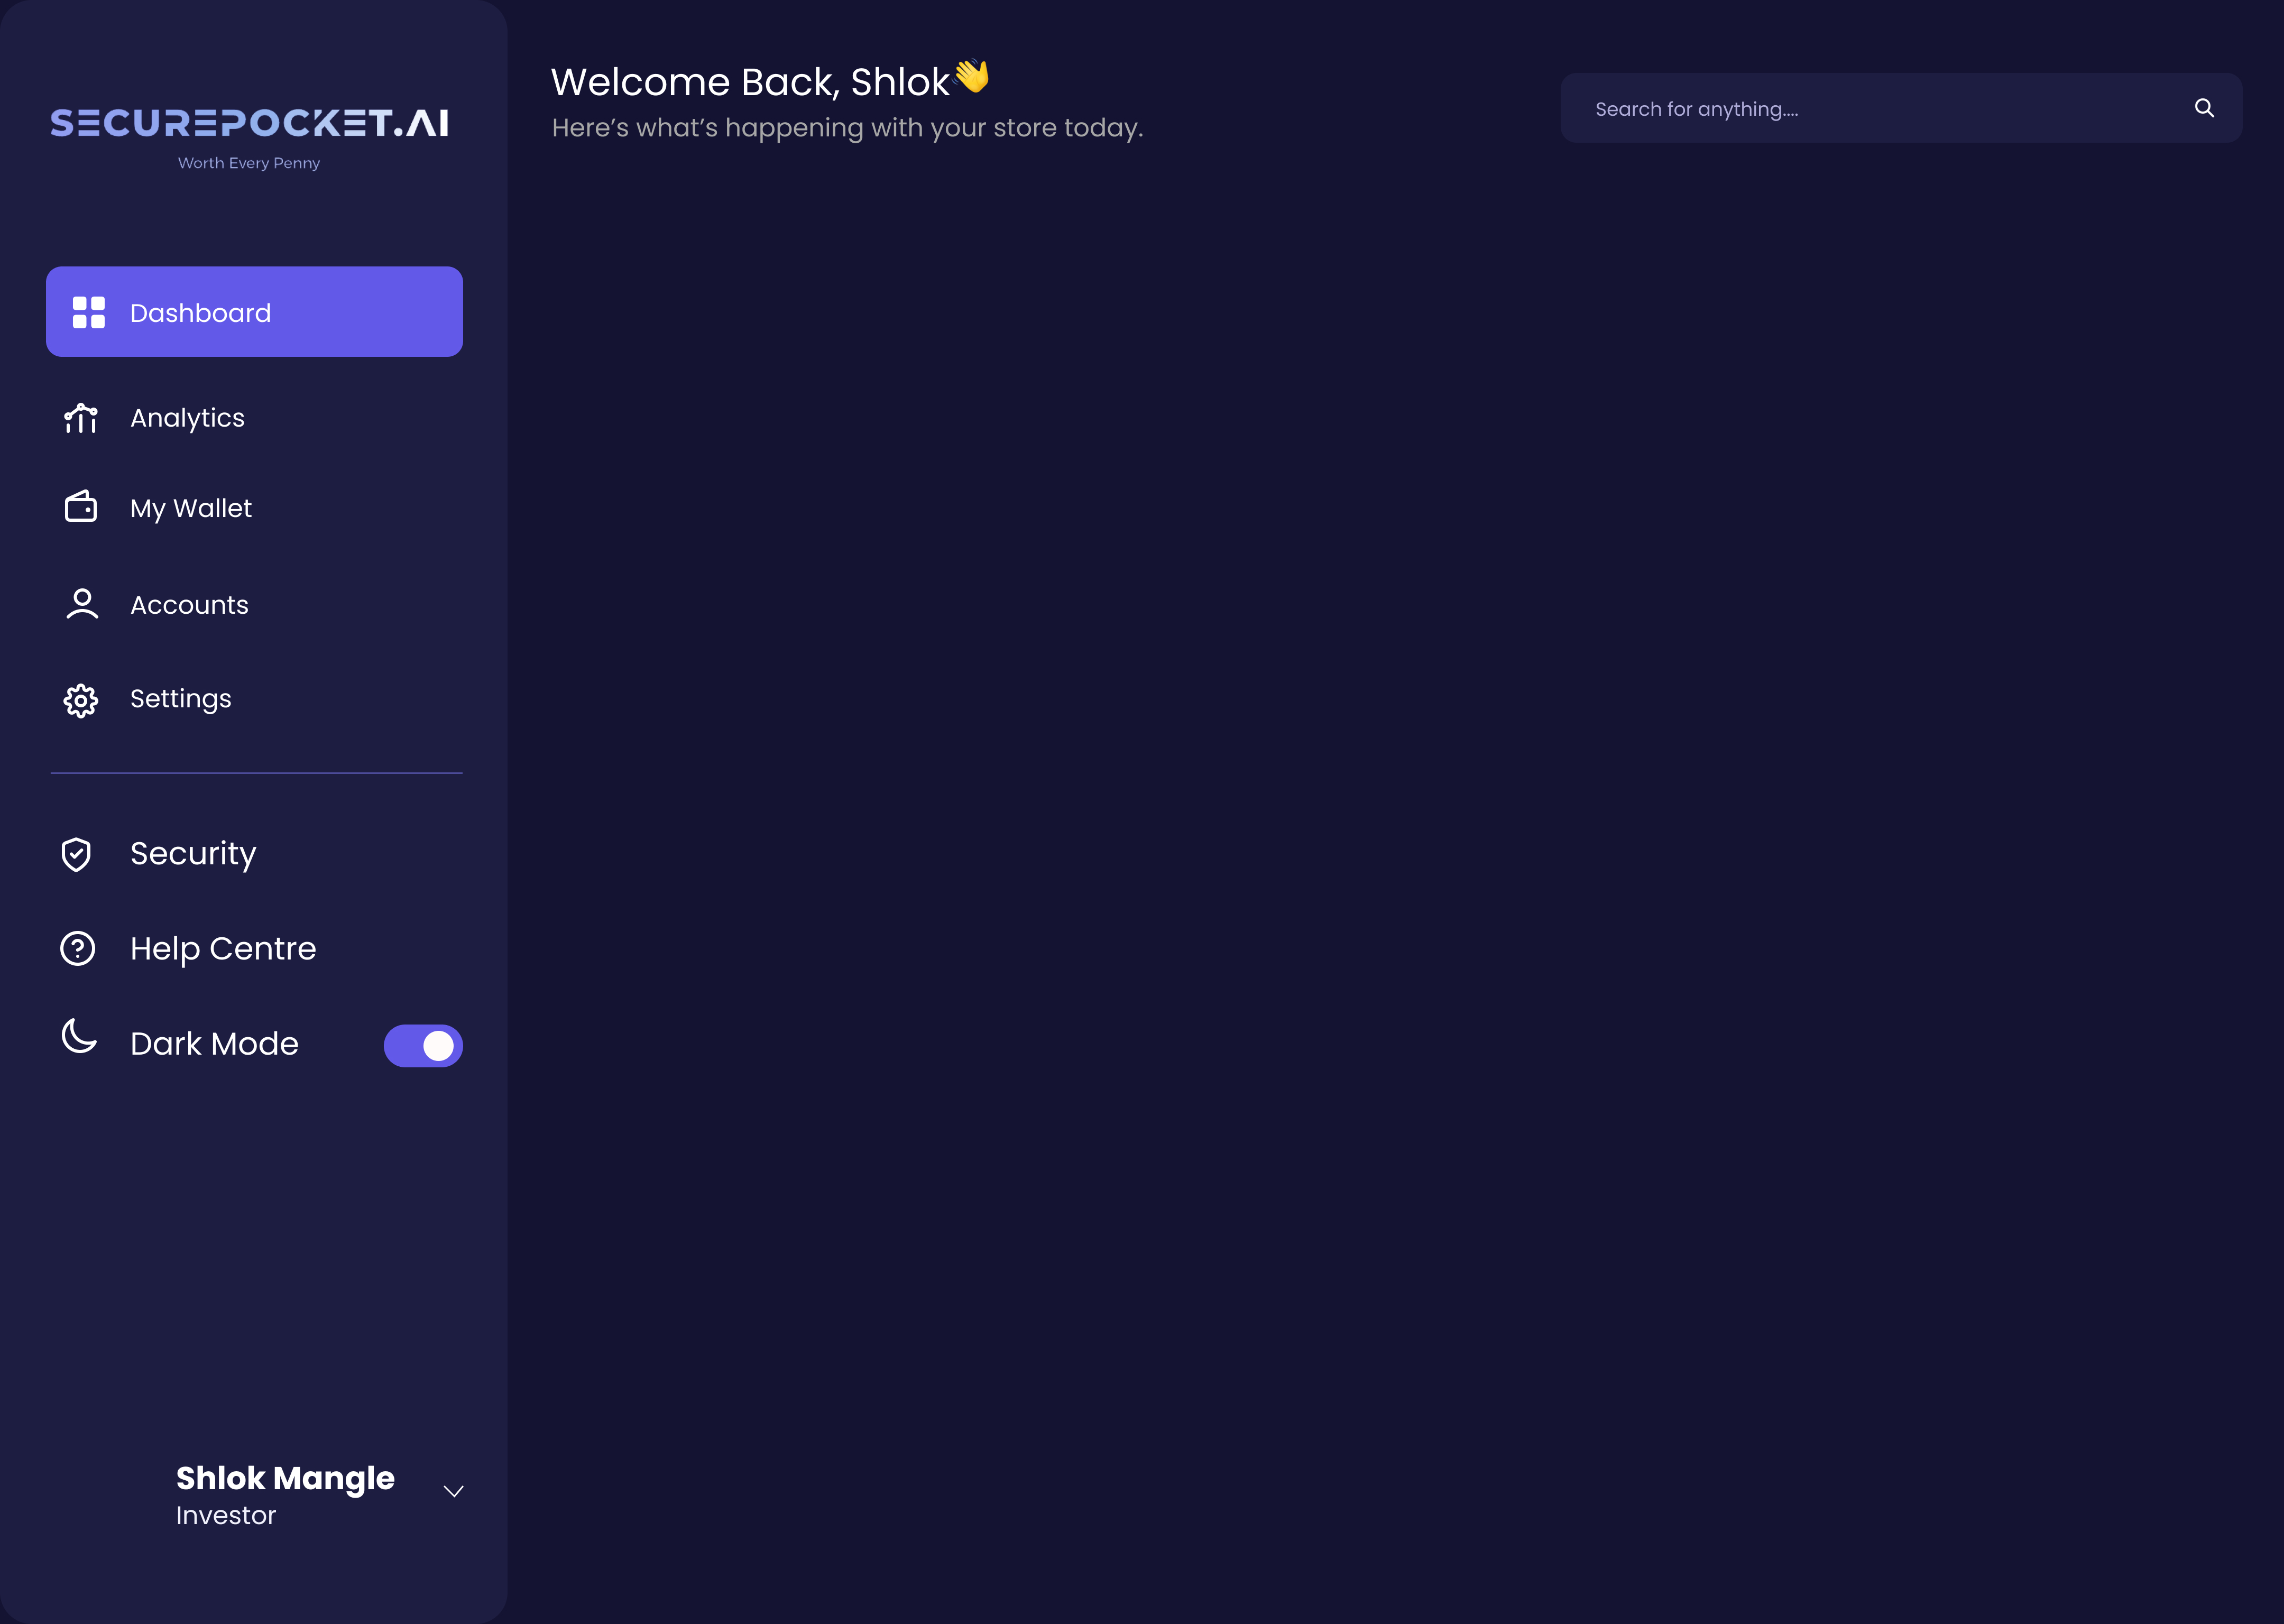 SECUREPOCKET.AI
Worth Every Penny
Dashboard
Analytics
My Wallet
Accounts
Settings
Security
Help Centre
Dark Mode
Shlok Mangle
Investor
Welcome Back, Shlok👋
Here’s what’s happening with your store today.
Search for anything....